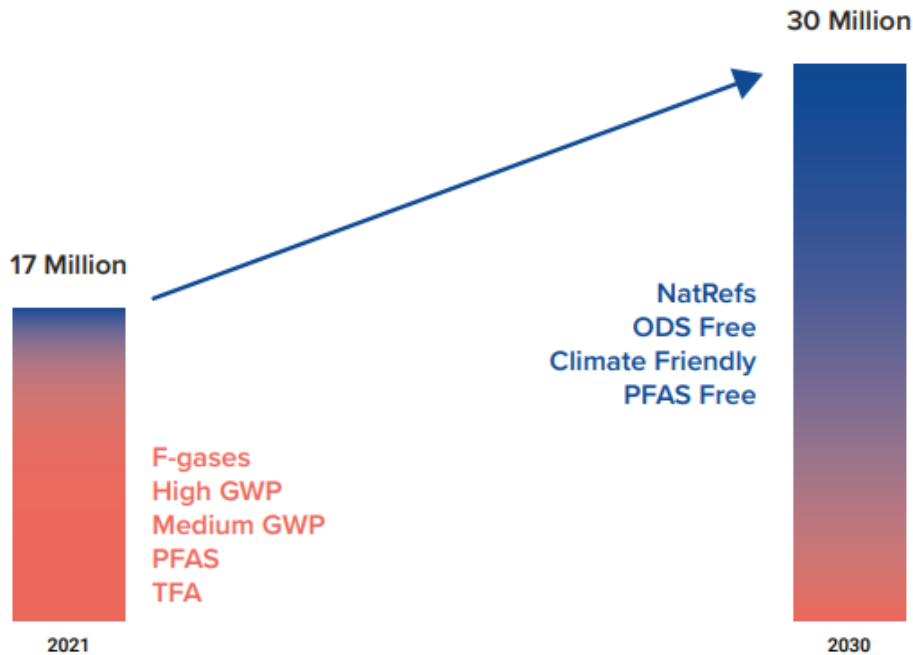 30 Million
17 Million
NatRefs
ODS Free
Climate Friendly
PFAS Free
F-gases
High GWP
Medium GWP
PFAS
TFA
2021
2030